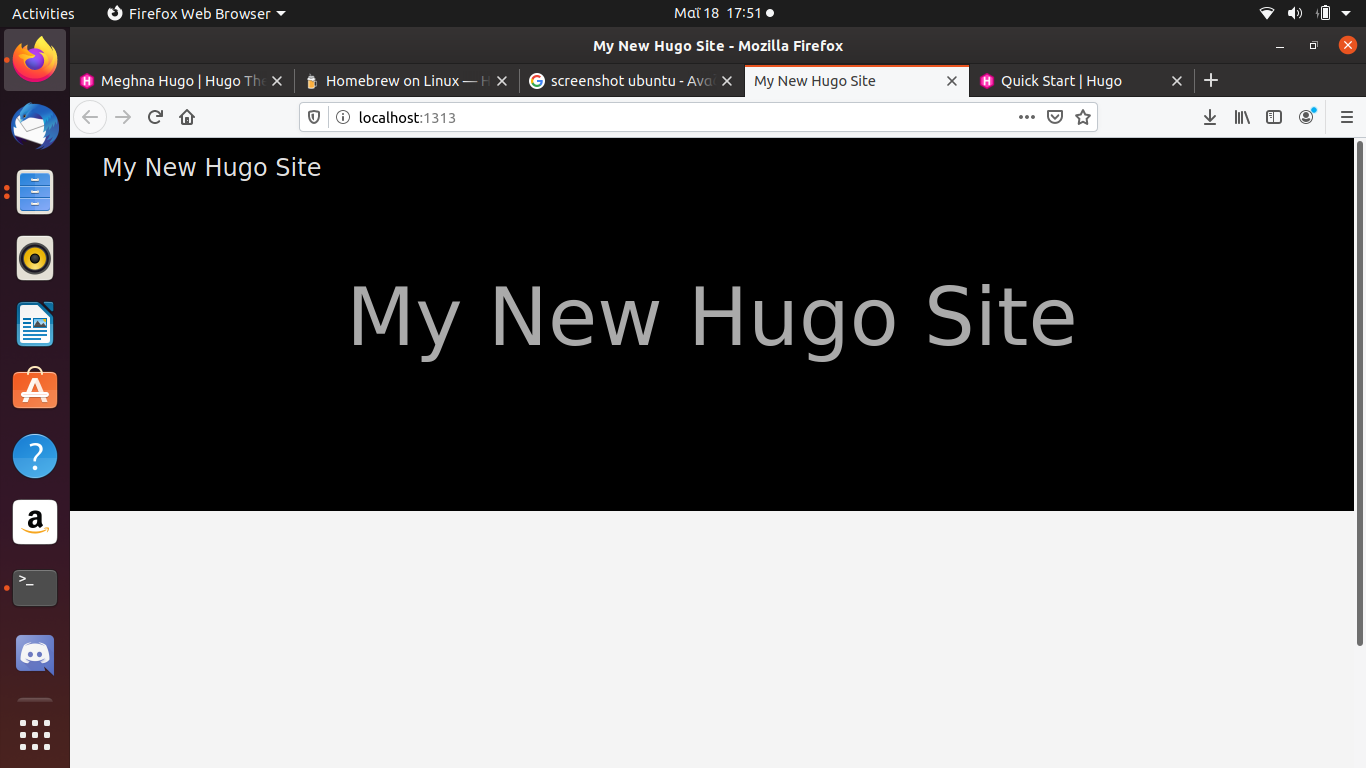 Activities
Firefox Web Browser
Μαΐ 18 17:51
My New Hugo Site - Mozilla Firefox
Meghna Hugo | Hugo The
Homebrew on Linux — H
screenshot ubuntu - Ava
My New Hugo Site
Quick Start | Hugo
localhost:1313
My New Hugo Site
My New Hugo Site